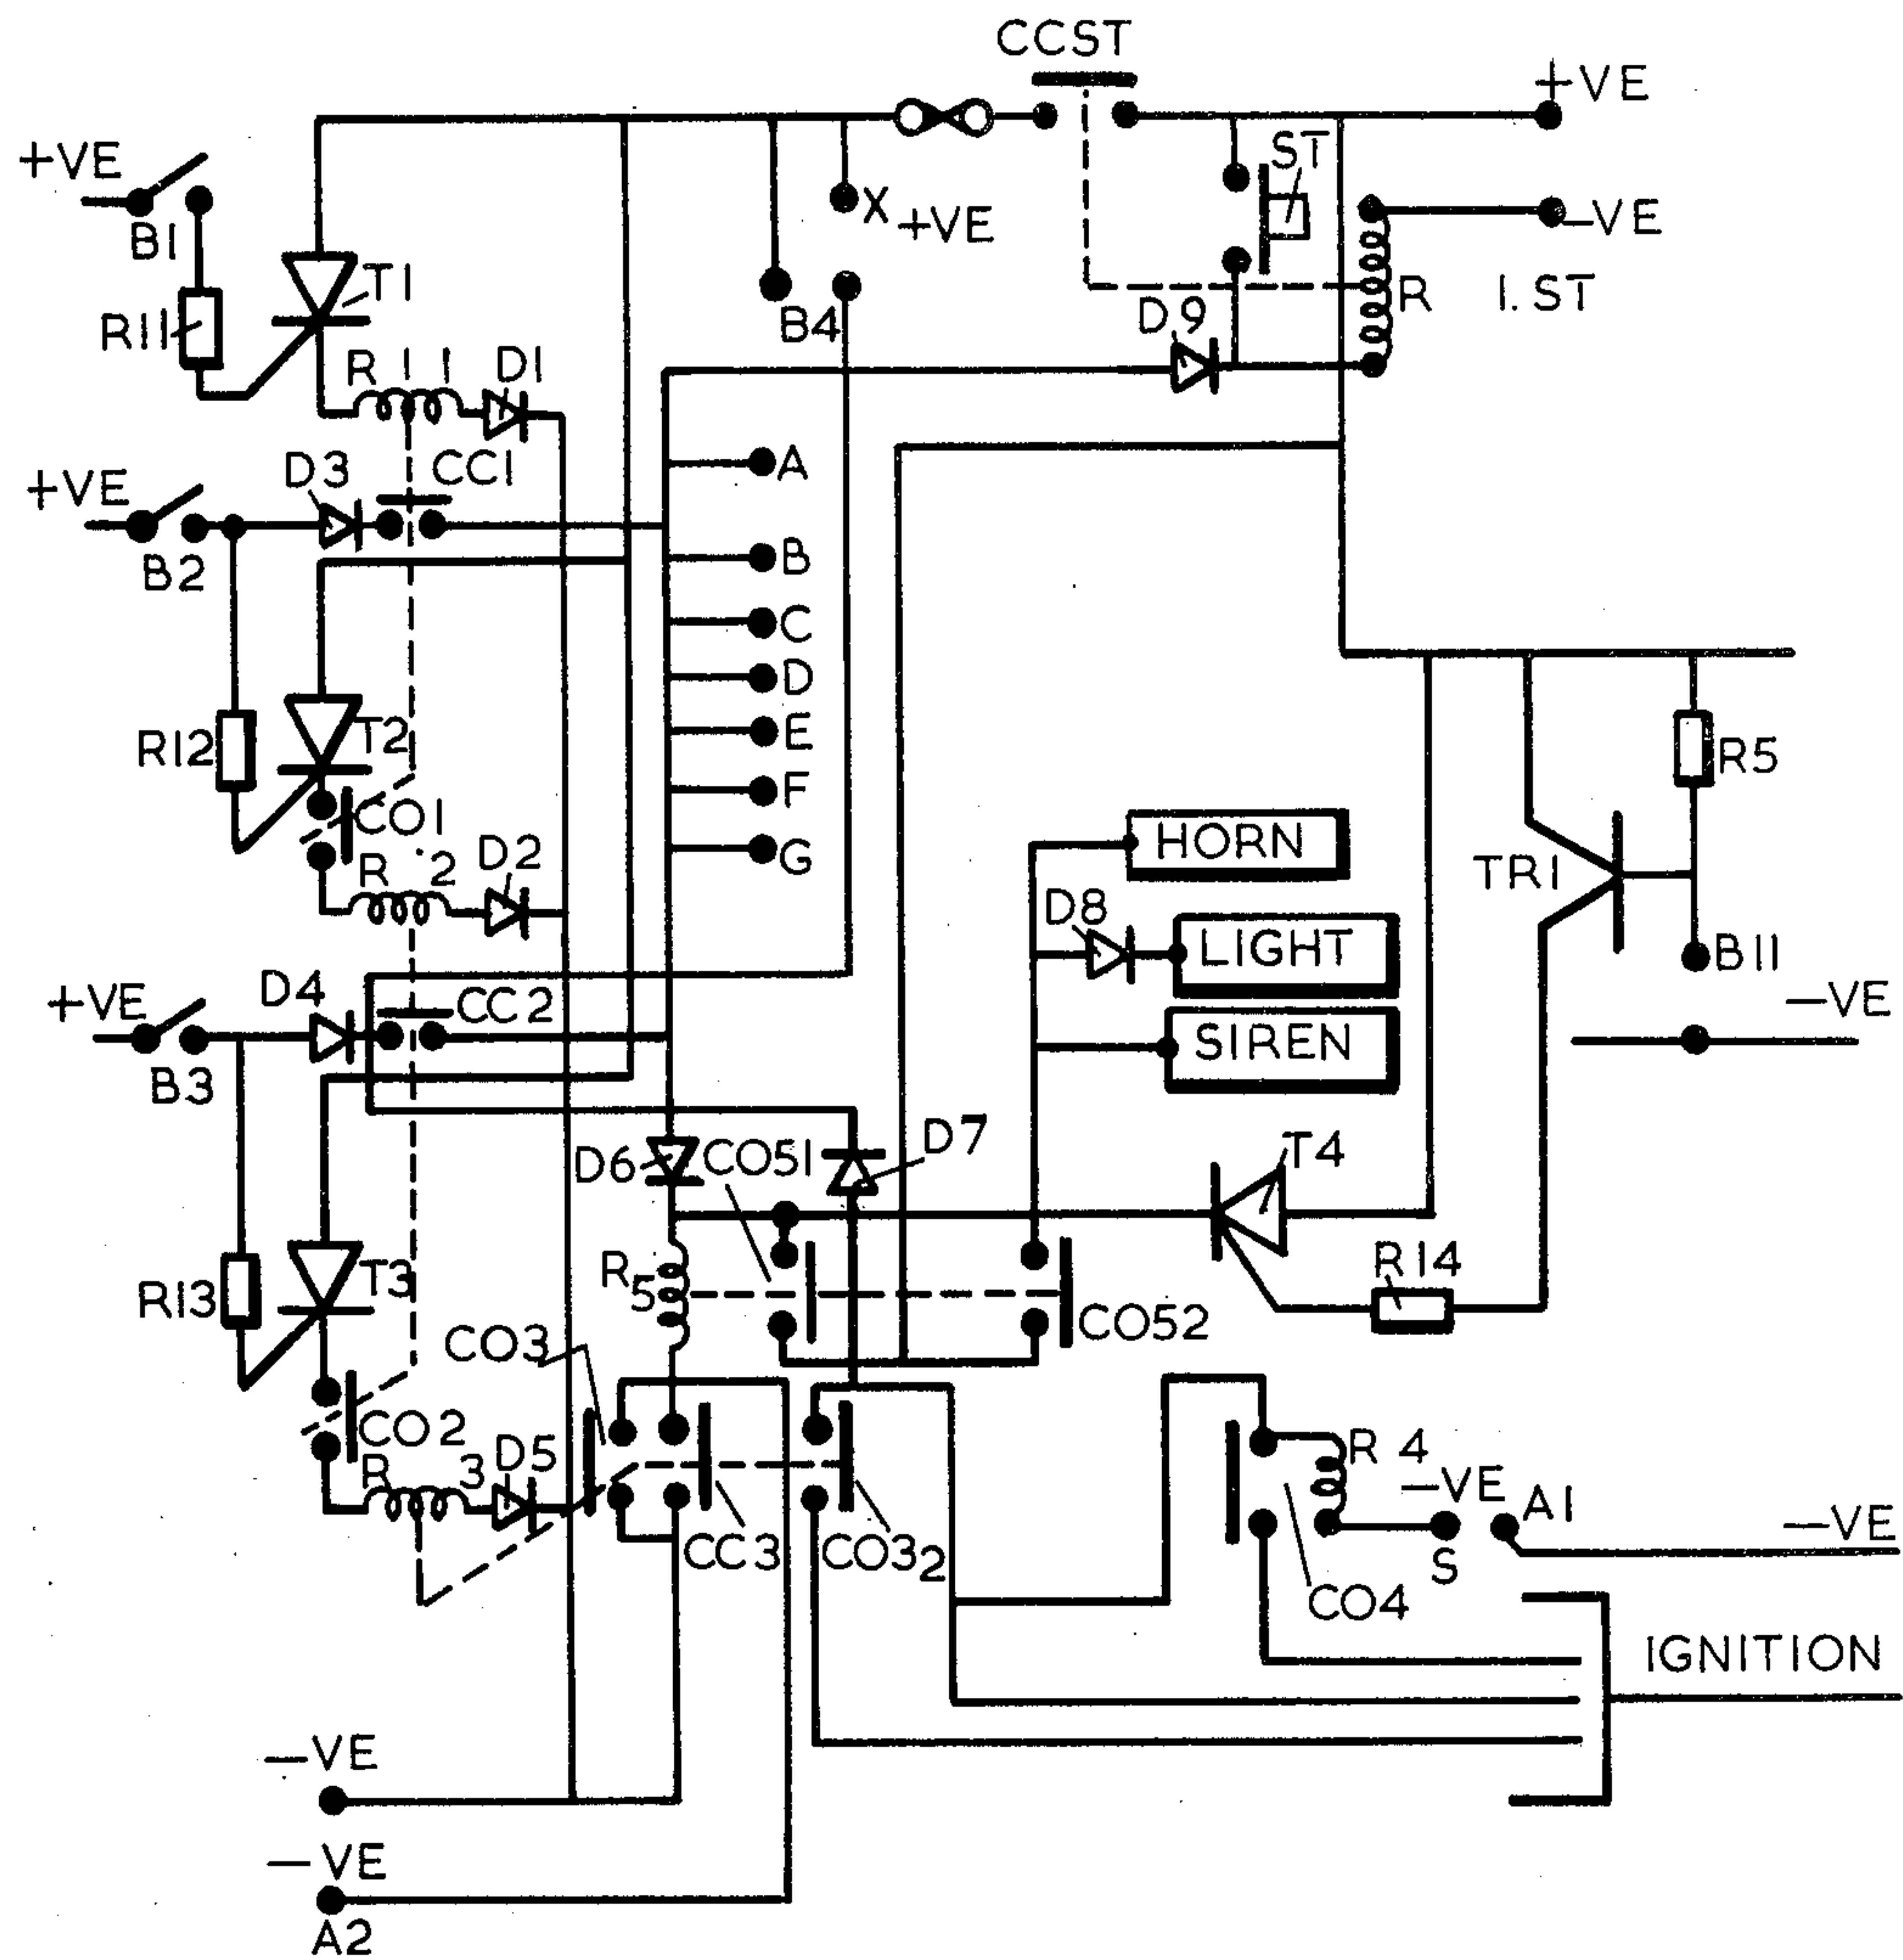 CCST
+VE
+VE
ST
X
+VE
-VE
B1
T1
B4
R
1.ST
R11
D9
R 1 1
D1
A
D3
CC1
+VE
B2
B
C
D
R12
T2
E
R5
F
CO1
HORN
R 2
D2
G
TR1
D8
LIGHT
B11
D4
CC2
+VE
-VE
SIREN
B3
D6
CO51
D7
T4
R13
T3
R5
R14
CO3
CO52
CO2
R 3
D5
R 4
-VE
A1
CC3
CO32
-VE
S
CO4
IGNITION
-VE
-VE
A2